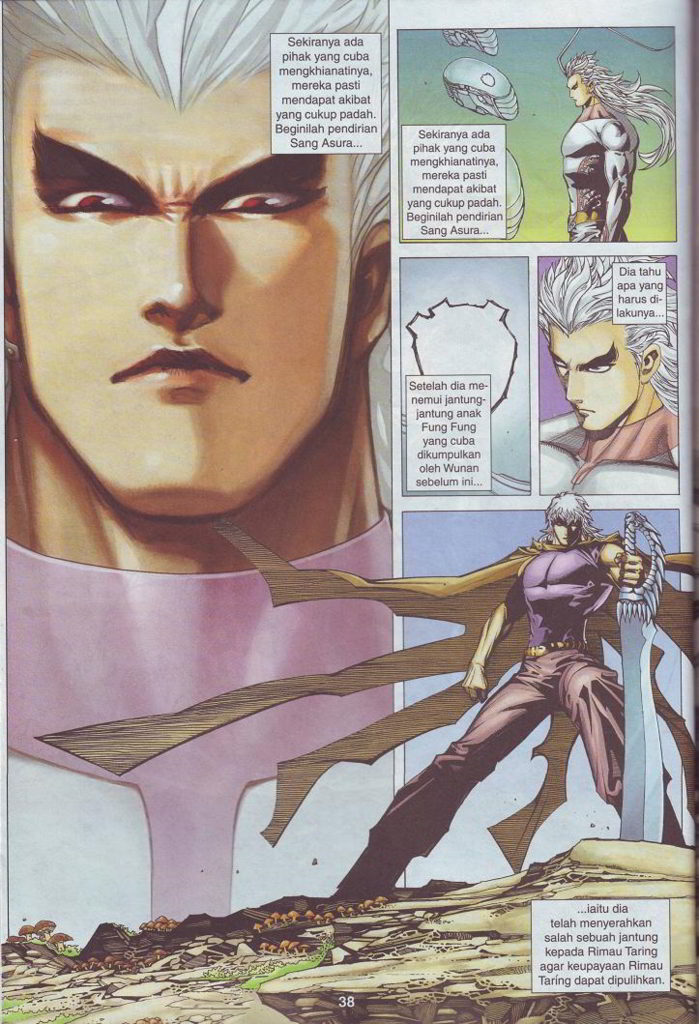 Sekiranya ada
pihak yang cuba
mengkhianatinya,
mereka pasti
mendapat akibat
yang cukup padah.
Beginilah pendirian
Sang Asura...
Sekiranya ada
pihak yang cuba
mengkhianatinya,
mereka pasti
mendapat akibat
yang cukup padah.
Beginilah pendirian
Sang Asura...
Setelah dia me-
nemui jantung-
jantung anak
Fung Fung
yang cuba
dikumpulkan
oleh Wunan
sebelum ini...
Dia tahu
apa yang
harus di-
lakunya...
...iaitu dia
telah menyerahkan
salah sebuah jantung
kepada Rimau Taring
agar keupayaan Rimau
Taring dapat dipulihkan.
38